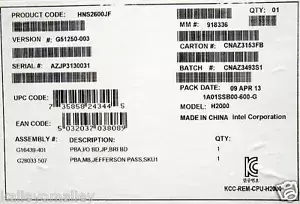 PRODUCT CODE: HNS2600JF
QTY: 01
MM #: 918336
VERSION #: G51250-003
CARTON #: CNAZ3153FB
SERIAL #: AZJP3130031
BATCH #: CNAZ3493S1
PACK DATE: 09 APR 13
1A01SSB00-600-G
UPC CODE:
7 35858 24344 5
MODEL: H2000
MADE IN CHINA Intel Corporation
EAN CODE:
5 032037 038089
ASSEMBLY #: DESCRIPTION: QTY:
G16439-401 PBA,I/O BD,JP,BRI BD 1
G28033-507 PBA,MB,JEFFERSON PASS,SKU1 1
KCC-REM-CPU-H2000
valleyomalley
valleyomalley